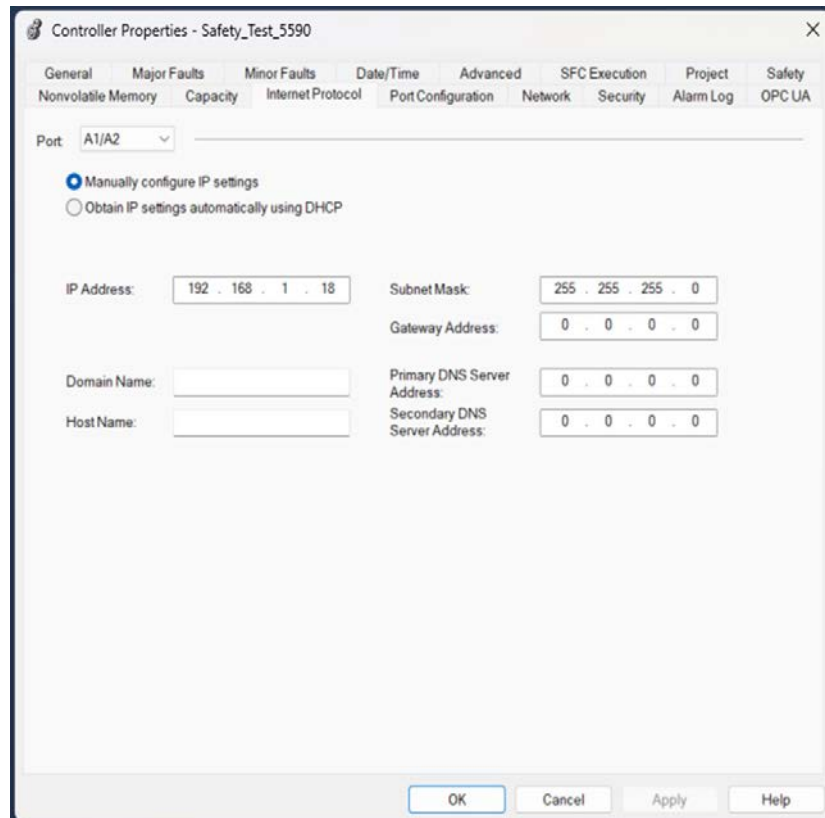 Controller Properties - Safety_Test_5590
General Major Faults Minor Faults Date/Time Advanced SFC Execution Project Safety
Nonvolatile Memory Capacity Internet Protocol Port Configuration Network Security Alarm Log OPC UA
Port A1/A2
Manually configure IP settings
Obtain IP settings automatically using DHCP
IP Address: 192 . 168 . 1 . 18 Subnet Mask: 255 . 255 . 255 . 0
Gateway Address: 0 . 0 . 0 . 0
Domain Name: Primary DNS Server
Address: 0 . 0 . 0 . 0
Host Name: Secondary DNS
Server Address: 0 . 0 . 0 . 0
OK Cancel Apply Help